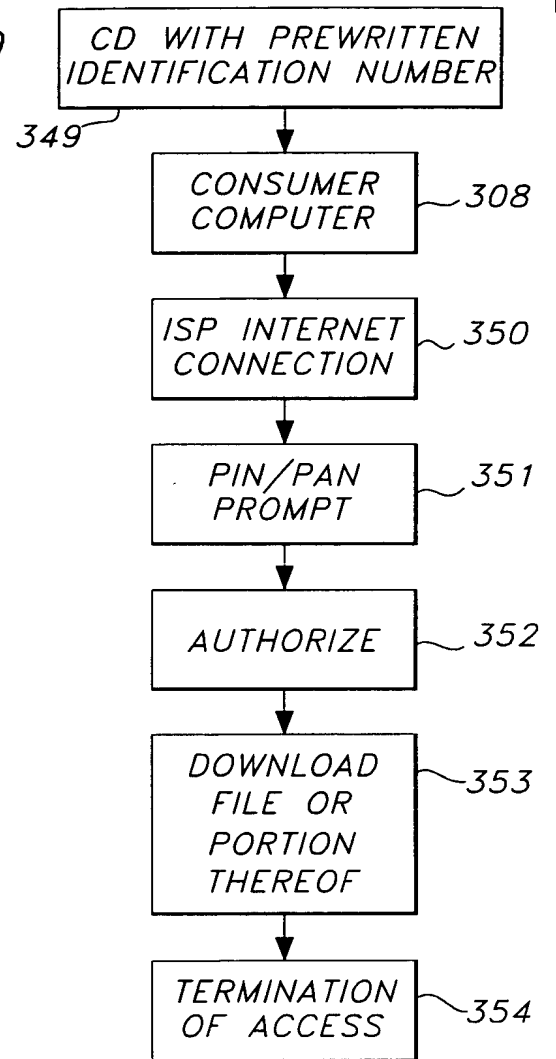 CD WITH PREWRITTEN
IDENTIFICATION NUMBER
349
CONSUMER
COMPUTER
308
ISP INTERNET
CONNECTION
350
PIN/PAN
PROMPT
351
AUTHORIZE
352
DOWNLOAD
FILE OR
PORTION
THEREOF
353
TERMINATION
OF ACCESS
354